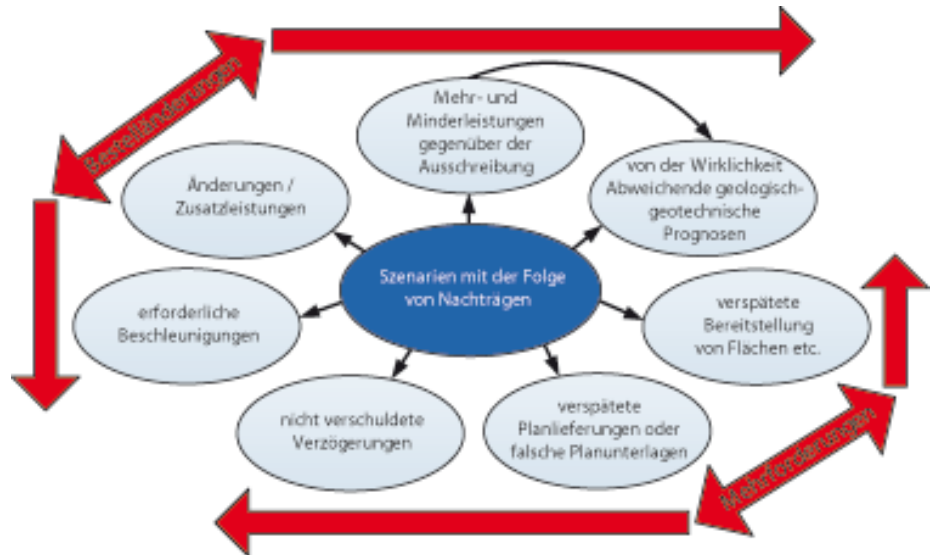 Bestelländerungen
Mehr- und
Minderleistungen
gegenüber der
Ausschreibung
von der Wirklichkeit
Abweichende geologisch-
geotechnische
Prognosen
Änderungen /
Zusatzleistungen
Szenarien mit der Folge
von Nachträgen
erforderliche
Beschleunigungen
verspätete
Bereitstellung
von Flächen etc.
nicht verschuldete
Verzögerungen
verspätete
Planlieferungen oder
falsche Planunterlagen
Mehrforderungen